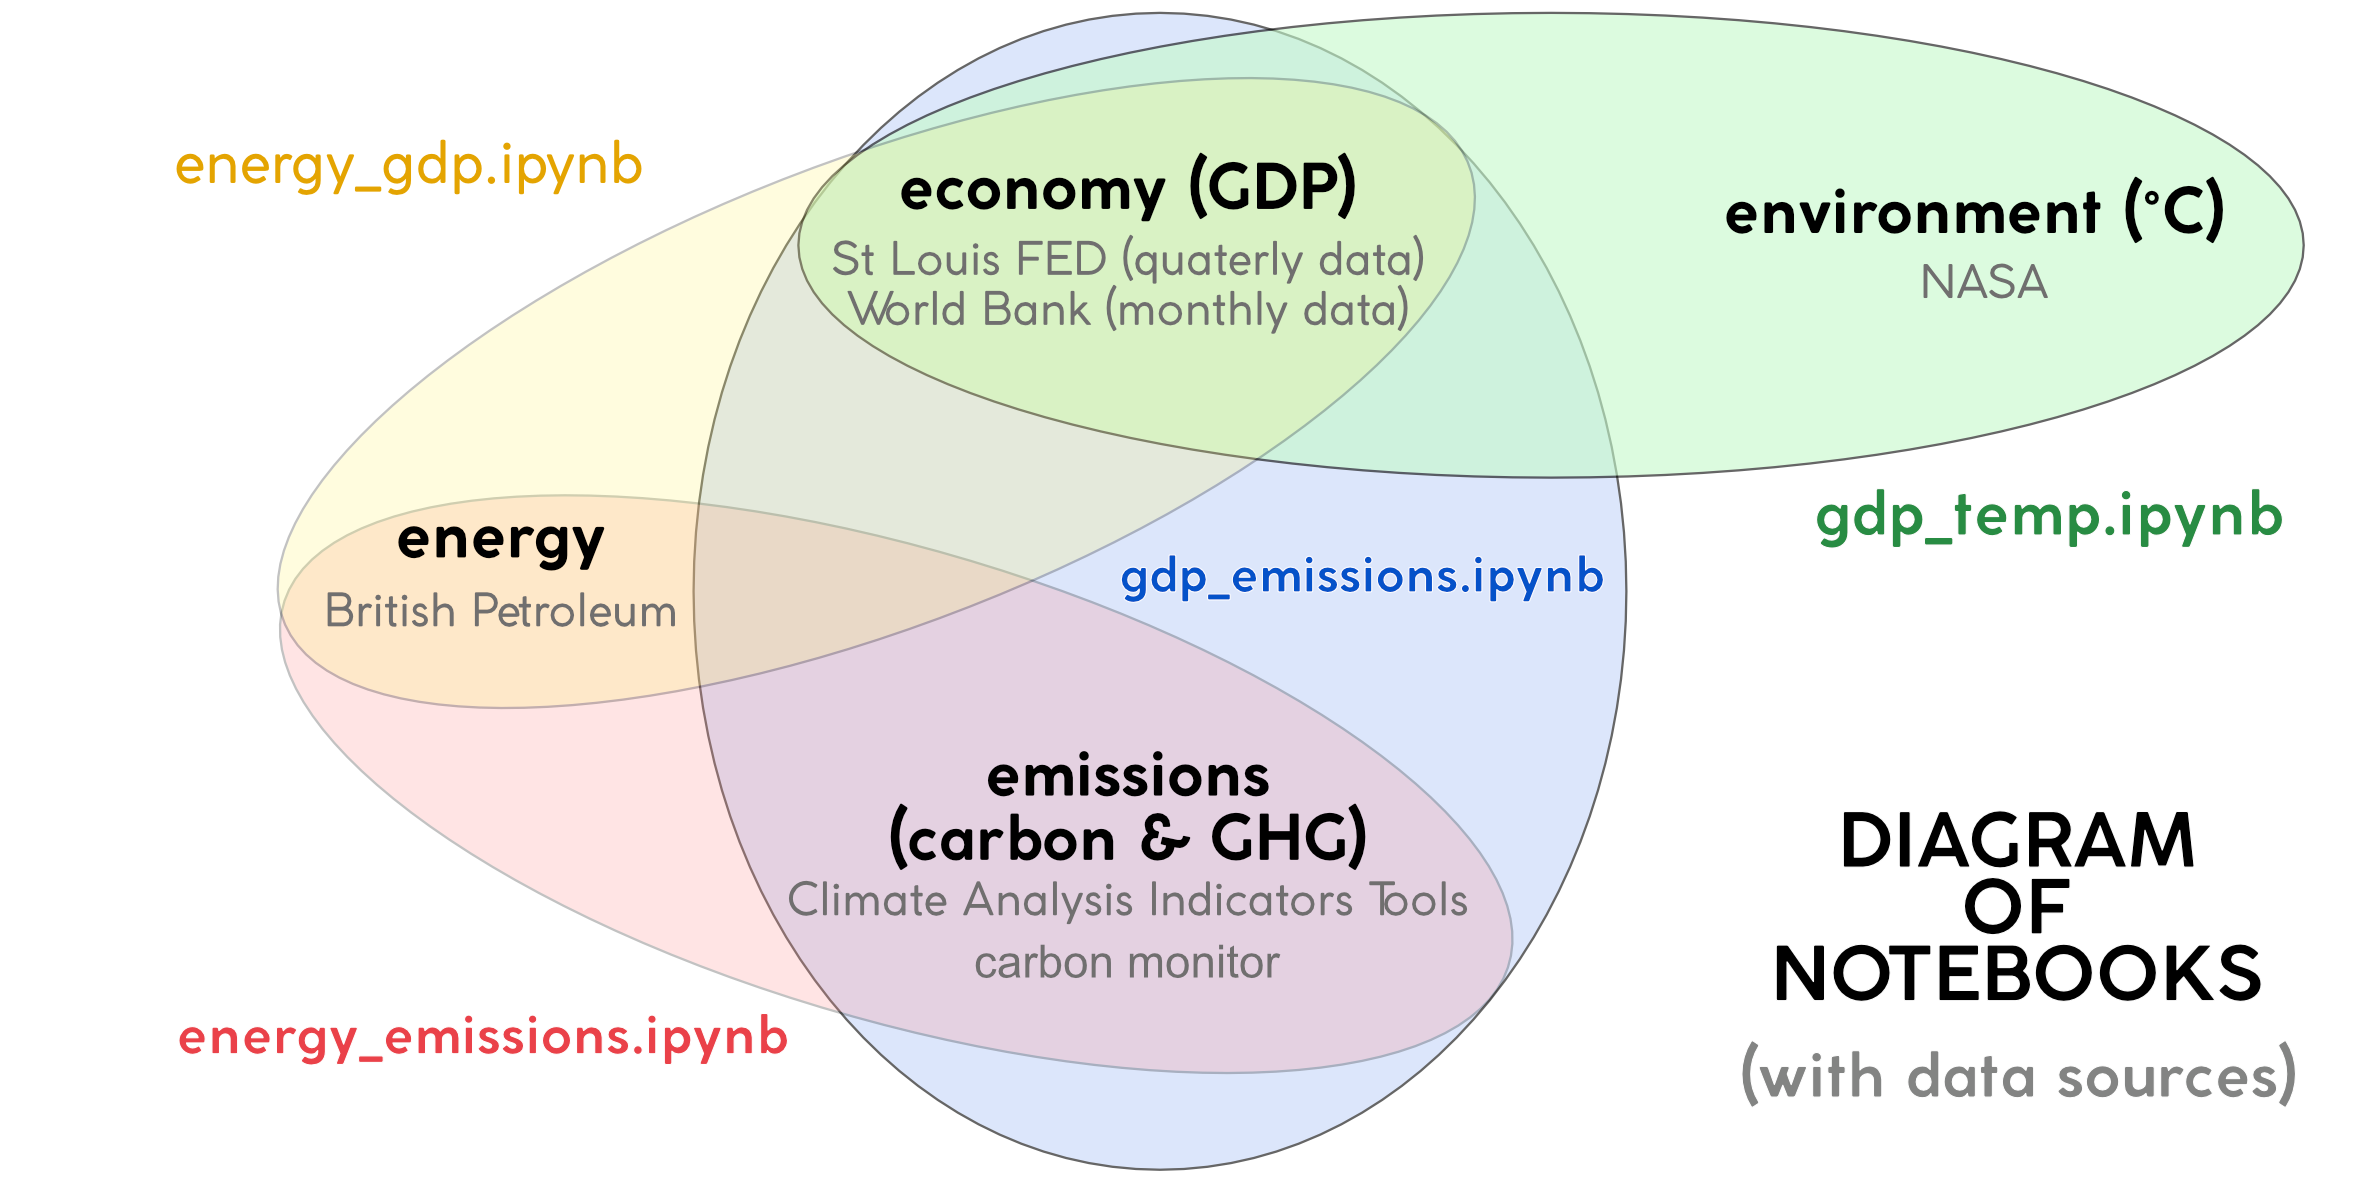 energy_gdp.ipynb
economy (GDP)
St Louis FED (quaterly data)
World Bank (monthly data)
environment (°C)
NASA
energy
British Petroleum
gdp_temp.ipynb
gdp_emissions.ipynb
emissions
(carbon & GHG)
Climate Analysis Indicators Tools
carbon monitor
energy_emissions.ipynb
DIAGRAM
OF
NOTEBOOKS
(with data sources)